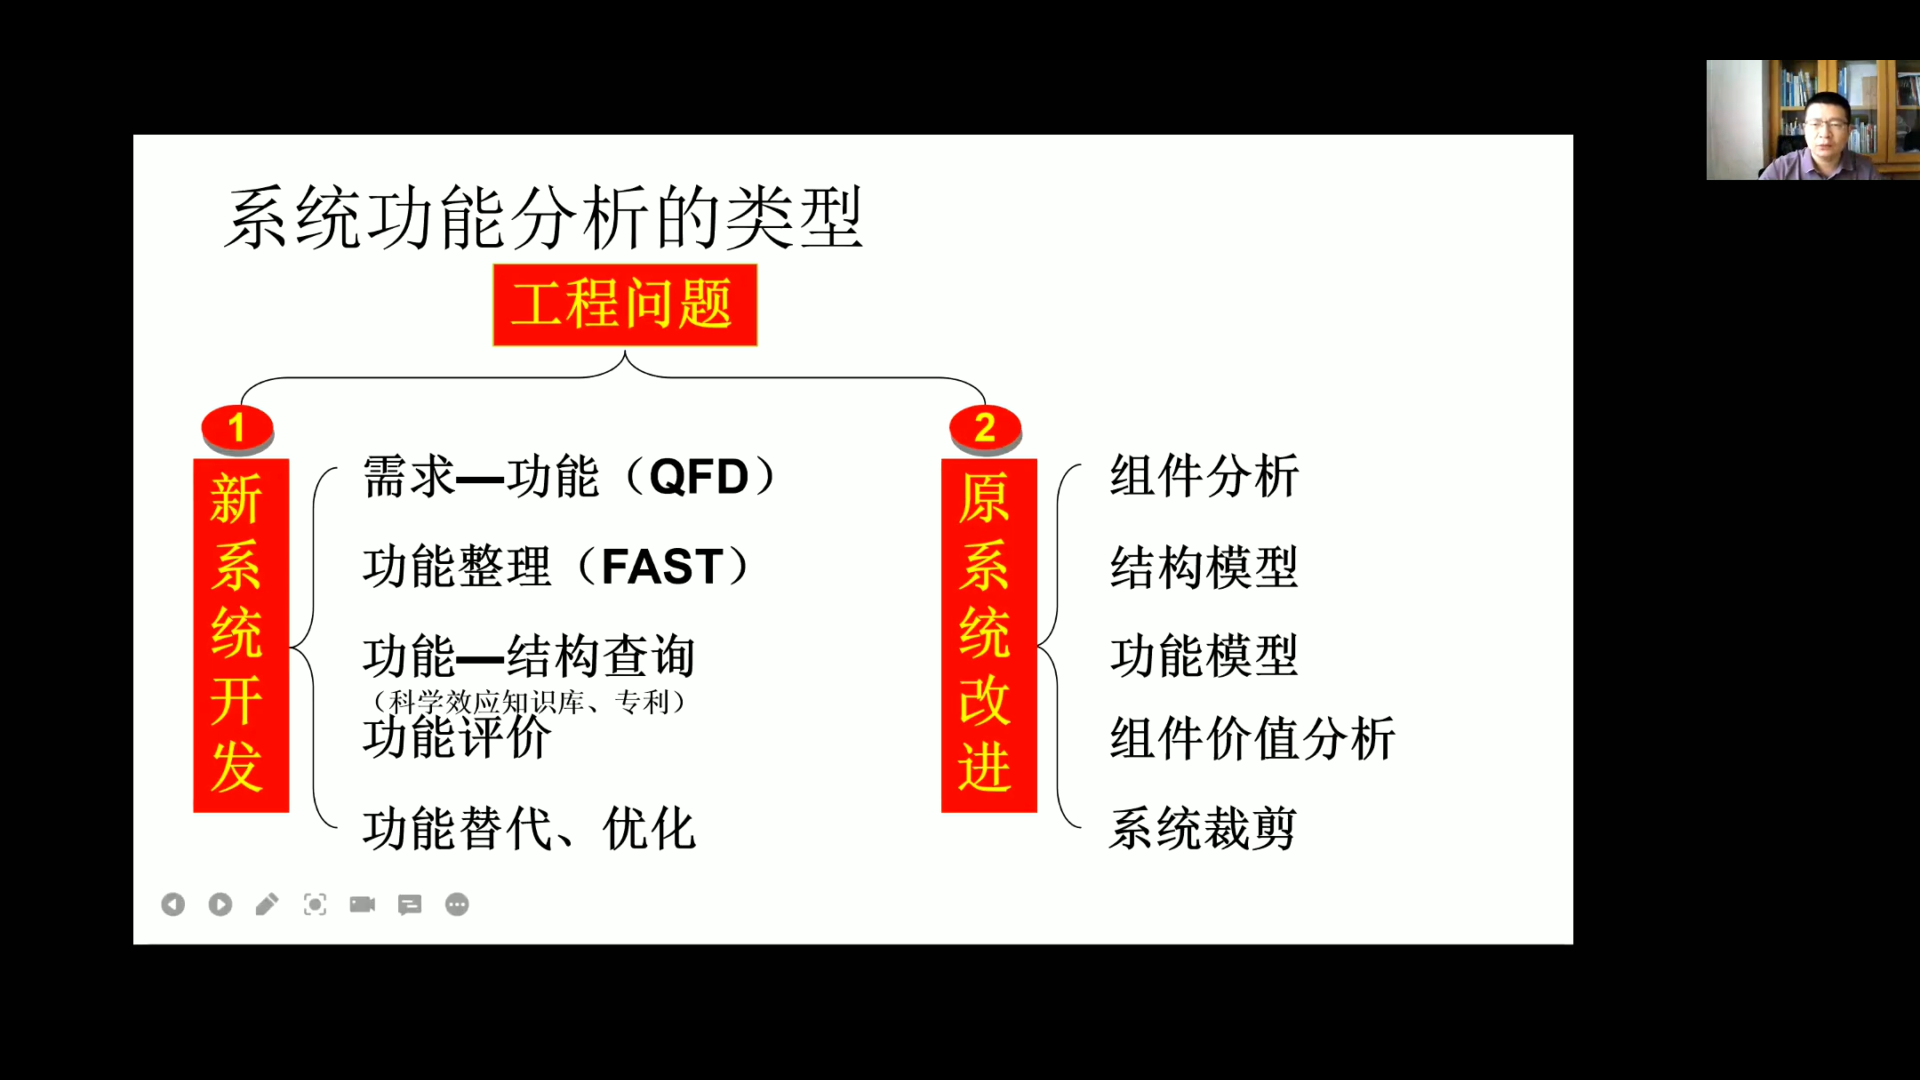 系统功能分析的类型
工程问题
1
新系统开发
需求—功能（QFD）
功能整理（FAST）
功能—结构查询
（科学效应知识库、专利）
功能评价
功能替代、优化
2
原系统改进
组件分析
结构模型
功能模型
组件价值分析
系统裁剪